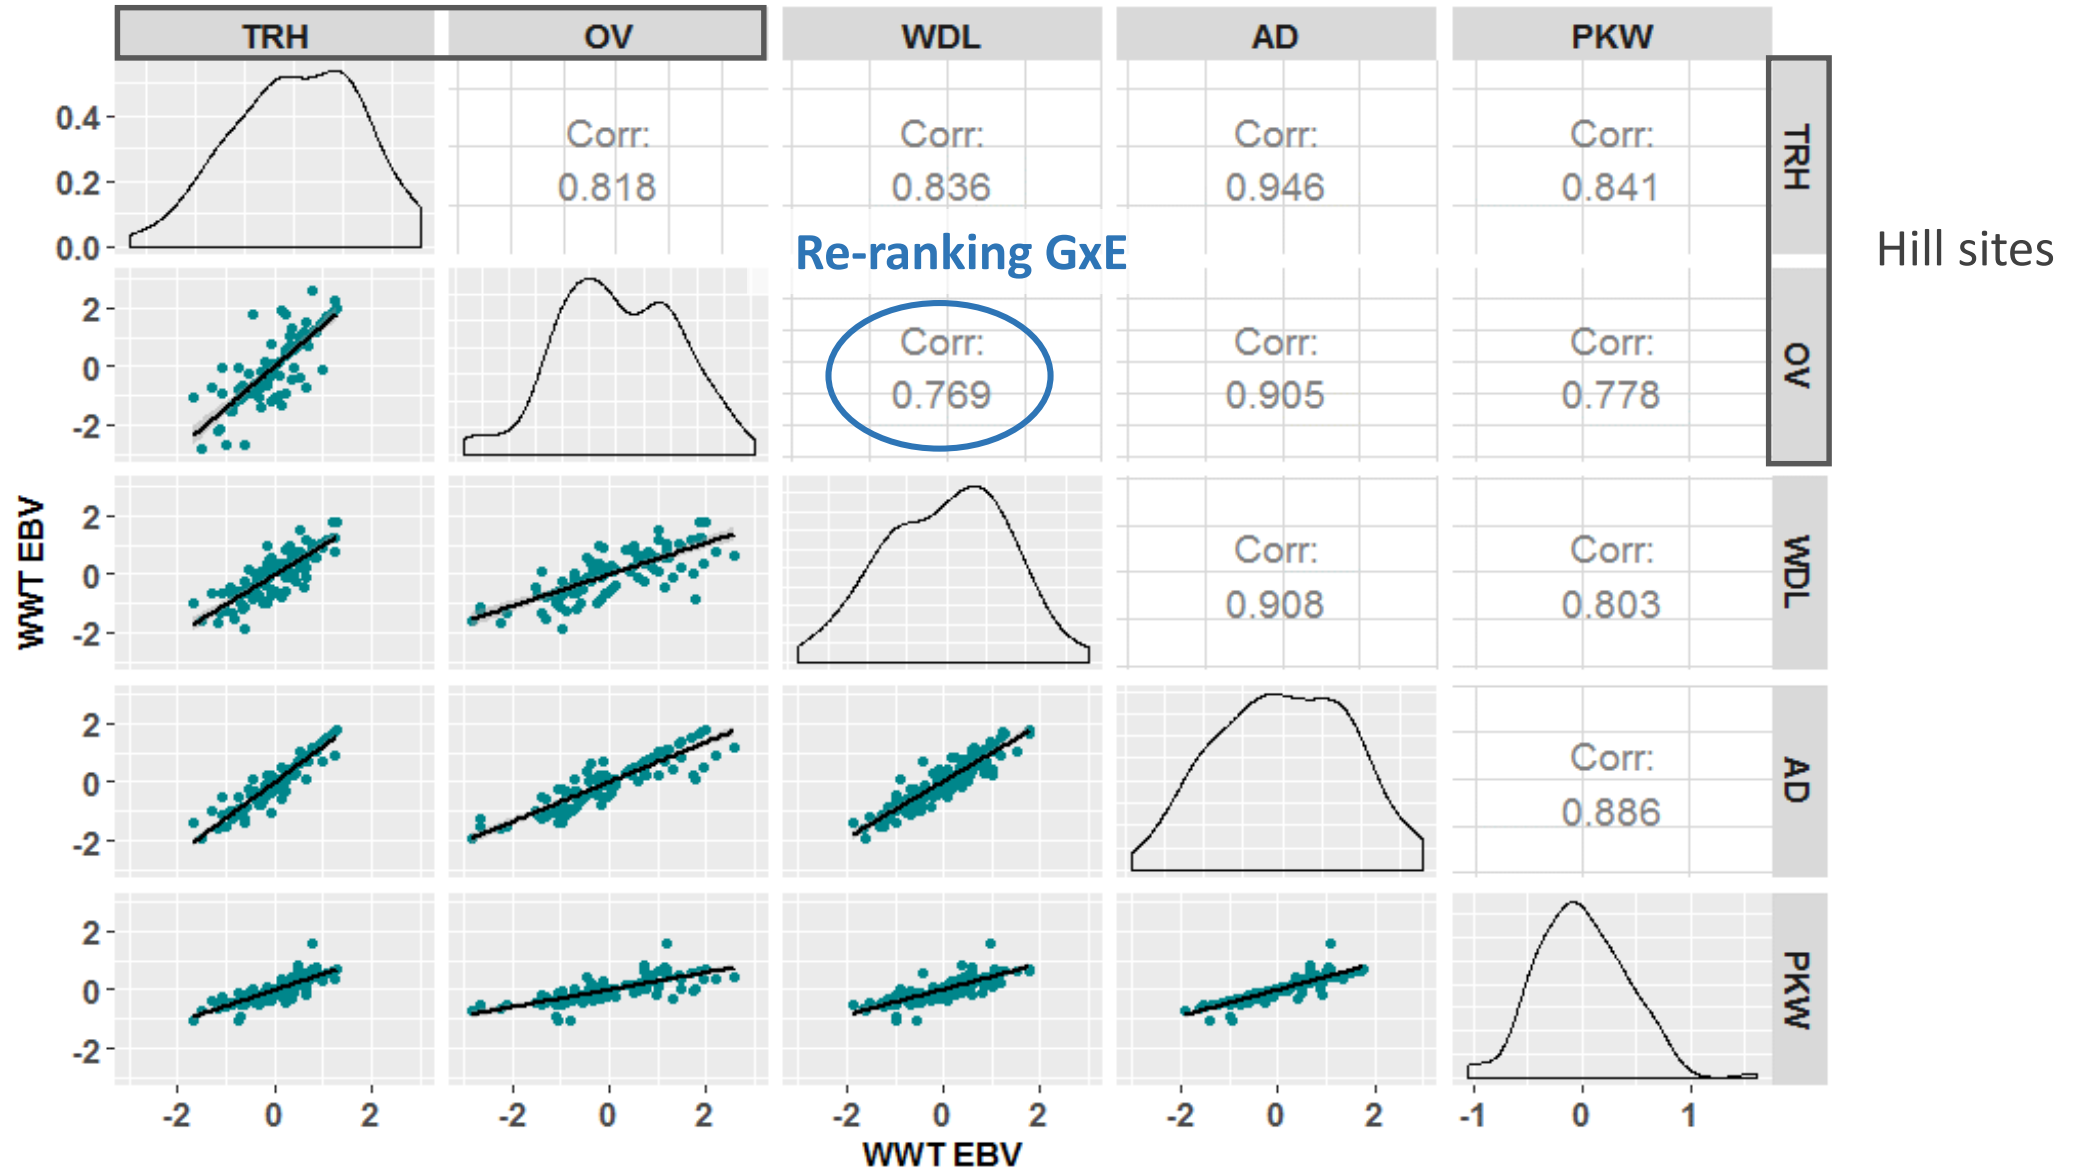 TRH OV WDL AD PKW
0.4
0.2
0.0
Corr:
0.818
Corr:
0.836
Corr:
0.946
Corr:
0.841
TRH
Re-ranking GxE
Hill sites
2
0
-2
Corr:
0.769
Corr:
0.905
Corr:
0.778
OV
WWT EBV
2
0
-2
Corr:
0.908
Corr:
0.803
WDL
2
0
-2
Corr:
0.886
AD
2
0
-2
PKW
-2 0 2 -2 0 2 -2 0 2 -2 0 2 -1 0 1
WWT EBV